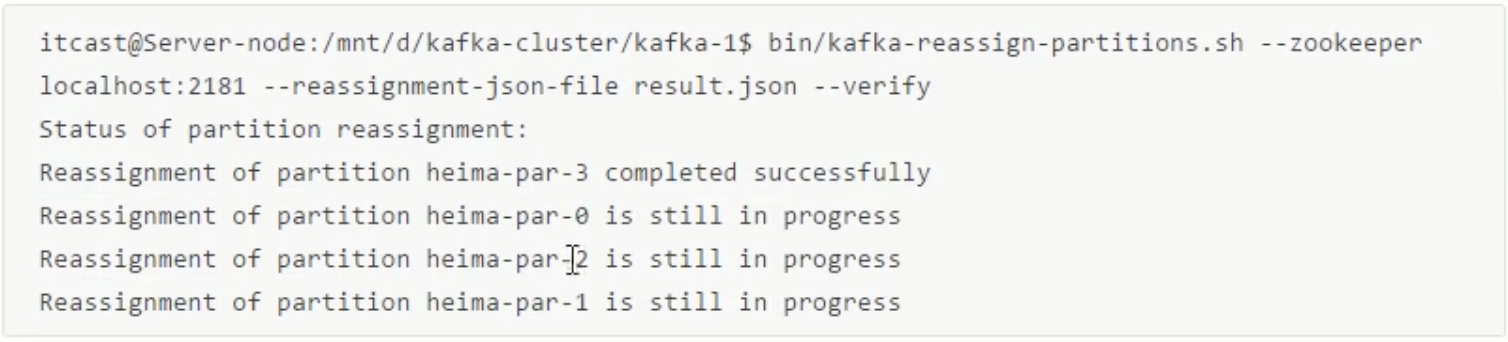 itcast@Server-node:/mnt/d/kafka-cluster/kafka-1$ bin/kafka-reassign-partitions.sh --zookeeper
localhost:2181 --reassignment-json-file result.json --verify
Status of partition reassignment:
Reassignment of partition heima-par-3 completed successfully
Reassignment of partition heima-par-0 is still in progress
Reassignment of partition heima-par-2 is still in progress
Reassignment of partition heima-par-1 is still in progress